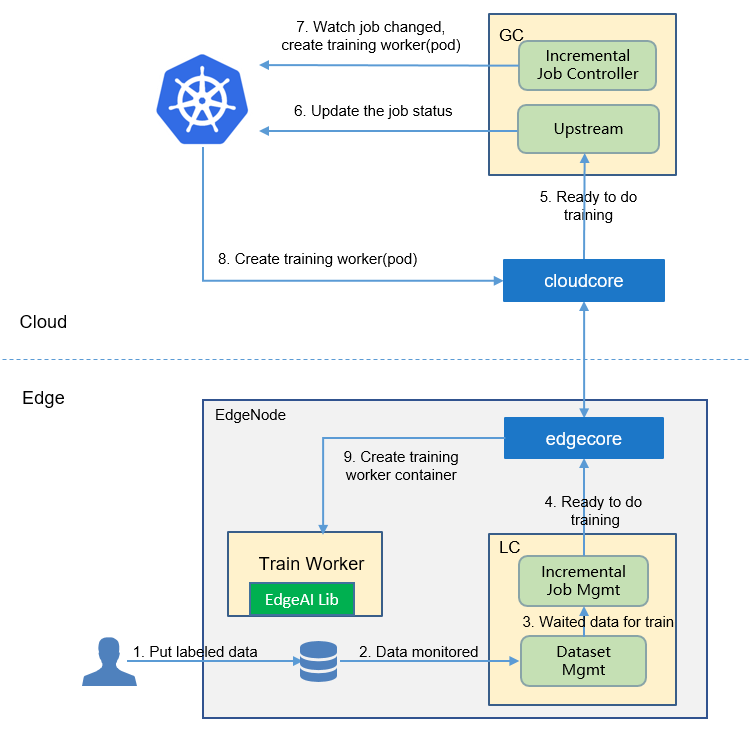 7. Watch job changed,
create training worker(pod)
GC
Incremental
Job Controller
6. Update the job status
Upstream
5. Ready to do
training
8. Create training worker(pod)
cloudcore
Cloud
Edge
EdgeNode
edgecore
9. Create training
worker container
4. Ready to do
training
LC
Train Worker
EdgeAI Lib
Incremental
Job Mgmt
3. Waited data for train
1. Put labeled data
2. Data monitored
Dataset
Mgmt